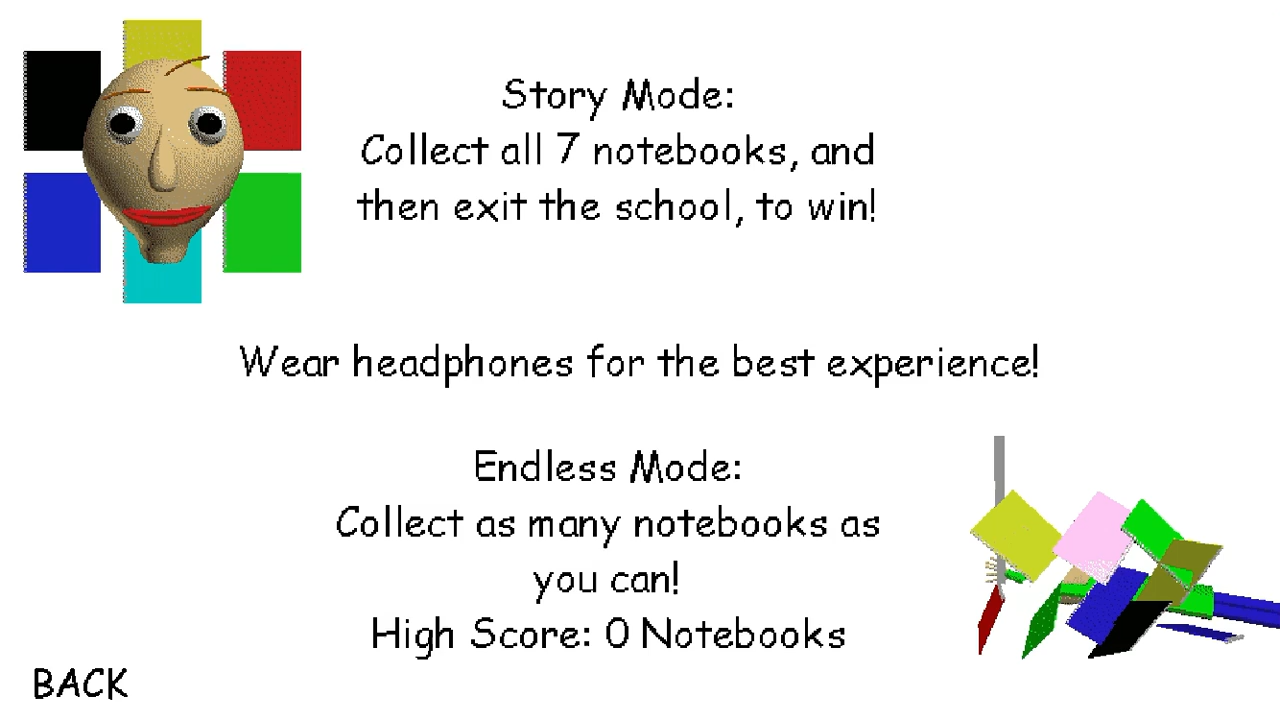 Story Mode:
Collect all 7 notebooks, and
then exit the school, to win!
Wear headphones for the best experience!
Endless Mode:
Collect as many notebooks as
you can!
High Score: 0 Notebooks
BACK